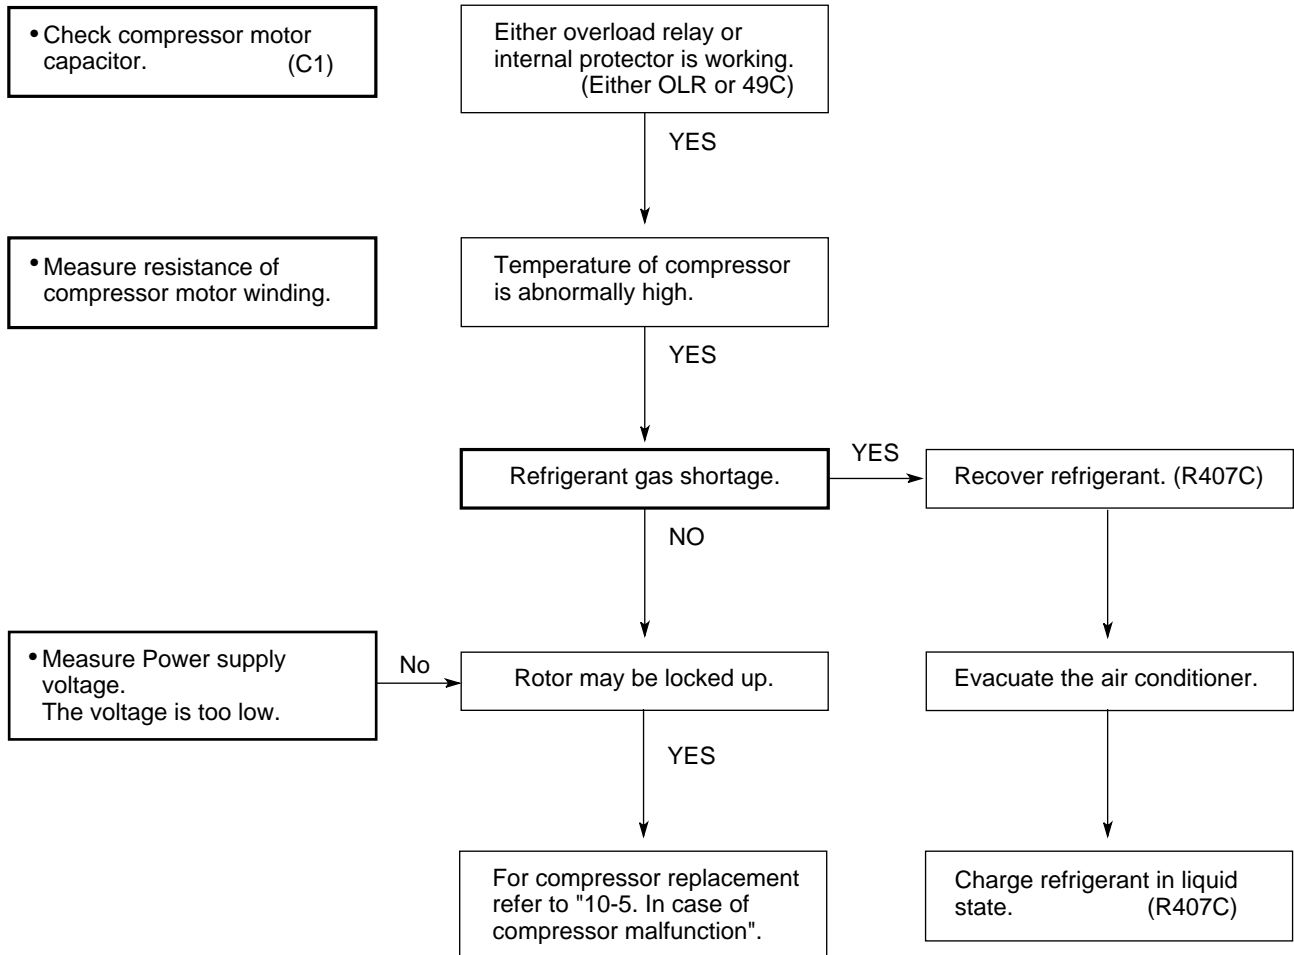 • Check compressor motor
capacitor. (C1)
Either overload relay or
internal protector is working.
(Either OLR or 49C)
YES
• Measure resistance of
compressor motor winding.
Temperature of compressor
is abnormally high.
YES
Refrigerant gas shortage.
YES
Recover refrigerant. (R407C)
NO
• Measure Power supply
voltage.
The voltage is too low.
No
Rotor may be locked up.
Evacuate the air conditioner.
YES
For compressor replacement
refer to "10-5. In case of
compressor malfunction".
Charge refrigerant in liquid
state. (R407C)